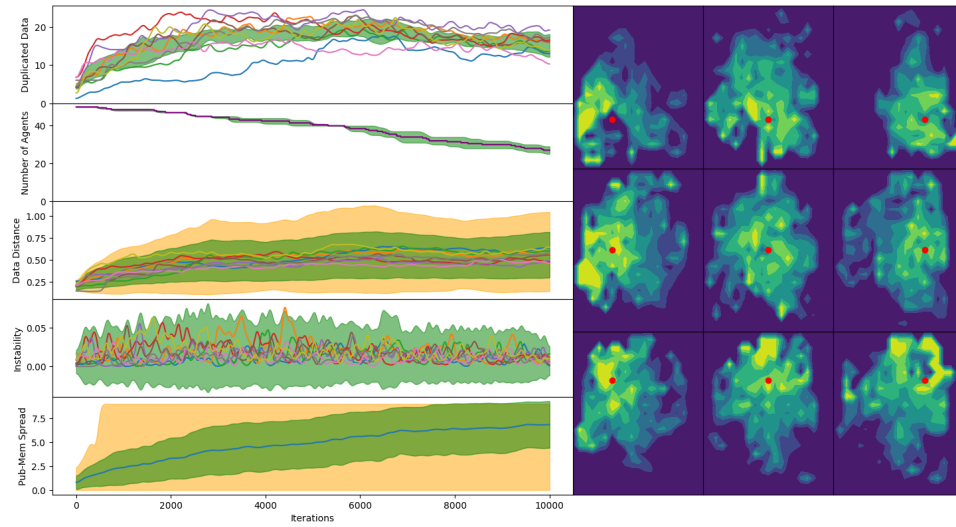 Duplicated Data
20
10
0
Number of Agents
40
20
0
Data Distance
1.00
0.75
0.50
0.25
Instability
0.05
0.00
Pub-Mem Spread
7.5
5.0
2.5
0.0
0 2000 4000 6000 8000 10000
Iterations